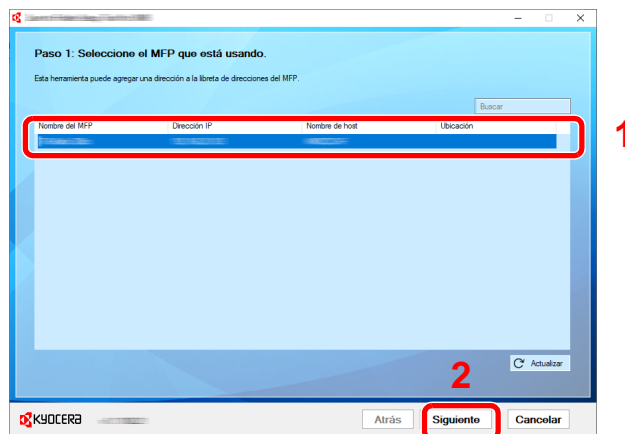 Paso 1: Seleccione el MFP que está usando.
Esta herramienta puede agregar una dirección a la libreta de direcciones del MFP.
Buscar
Nombre del MFP Dirección IP Nombre de host Ubicación
1
Actualizar
2
KYOCERA Atrás Siguiente Cancelar